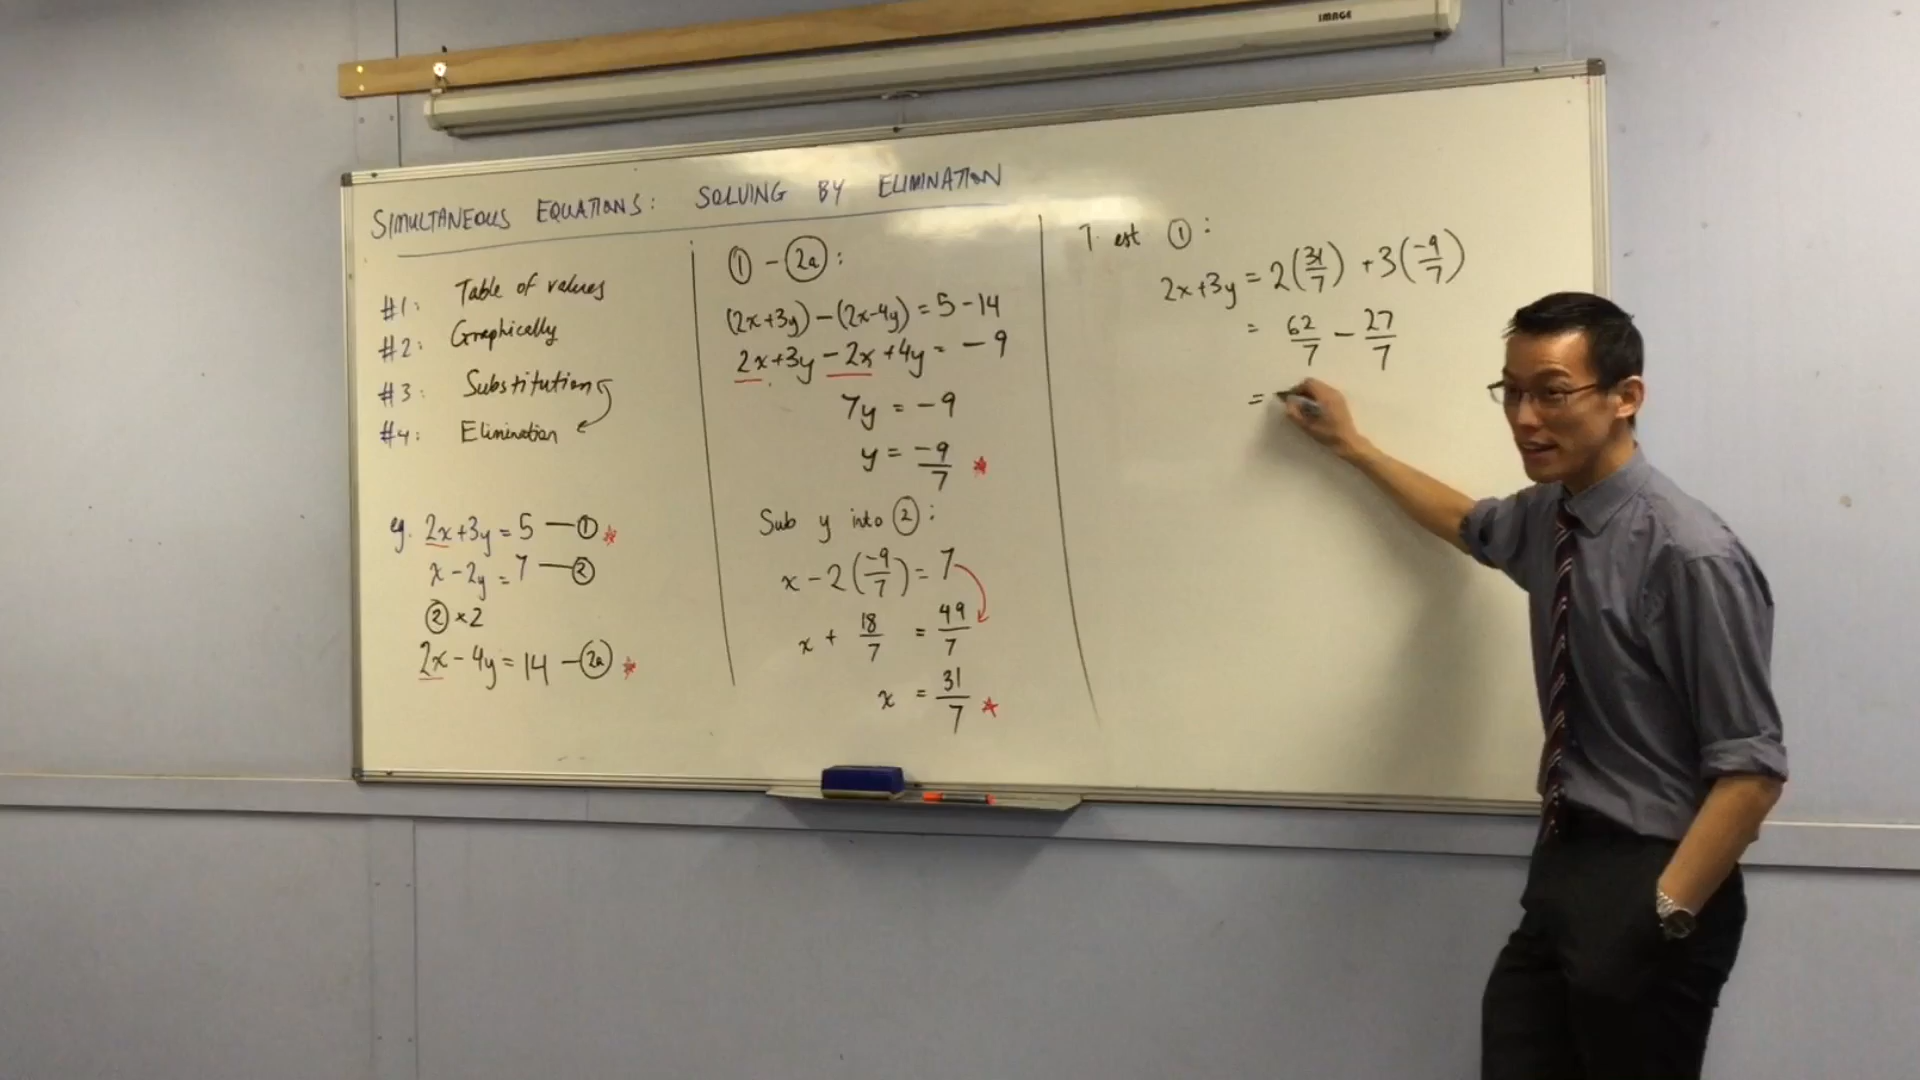 IMAGE
SIMULTANEOUS EQUATIONS: SOLVING BY ELIMINATION
#1: Table of values
#2: Graphically
#3: Substitution
#4: Elimination
eg. 2x+3y=5 —①*
x-2y=7 —②
②×2
2x-4y=14 —(2a)*
① - (2a):
(2x+3y)-(2x-4y)=5-14
2x+3y-2x+4y=-9
7y=-9
y=-9/7 *
Sub y into ②:
x-2(-9/7)=7
x+18/7=49/7
x=31/7 *
Test ①:
2x+3y=2(31/7)+3(-9/7)
=62/7-27/7
=